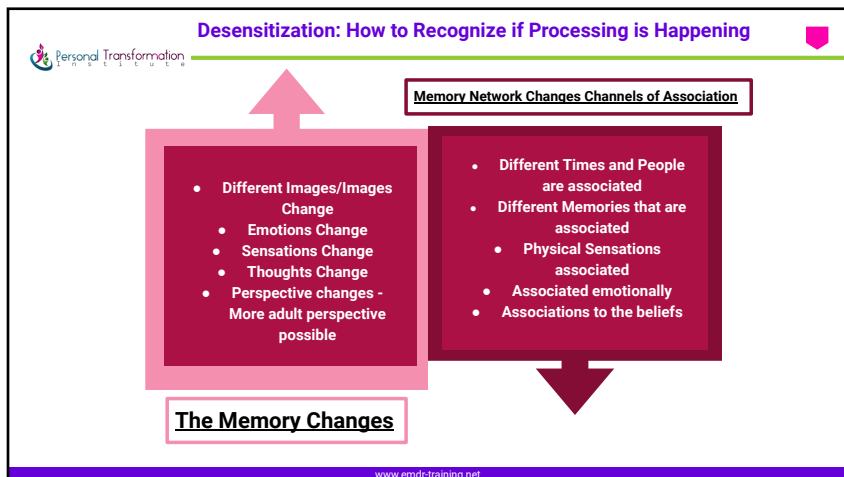 Desensitization: How to Recognize if Processing is Happening
Personal Transformation
Institute
Memory Network Changes Channels of Association
● Different Images/Images
Change
● Emotions Change
● Sensations Change
● Thoughts Change
● Perspective changes -
More adult perspective
possible
● Different Times and People
are associated
● Different Memories that are
associated
● Physical Sensations
associated
● Associated emotionally
● Associations to the beliefs
The Memory Changes
www.emdr-training.net